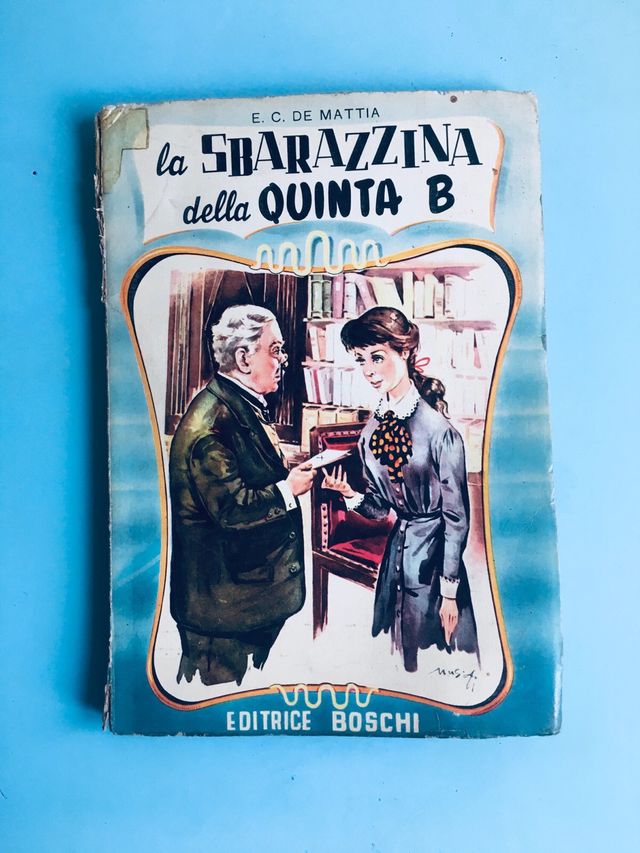 E. C. DE MATTIA
la SBARAZZINA
della QUINTA B
EDITRICE BOSCHI